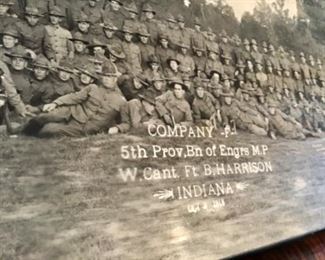 COMPANY
5th Prov, Bn of Engrs M.P
W. Cant. Ft. B. HARRISON
INDIANA